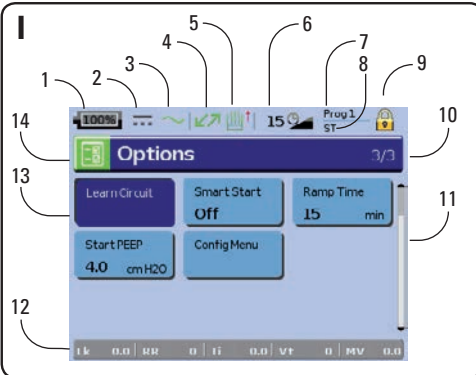 I
5
6
4
7
3
8
2
9
1
100%
15
Prog 1
ST
14
Options
3/3
10
13
Learn Circuit
Smart Start
Off
Ramp Time
15 min
11
Start PEEP
4.0 cmH2O
Config Menu
12
Lk 0.0 RR 0 Ti 0.0 Vt 0 MV 0.0